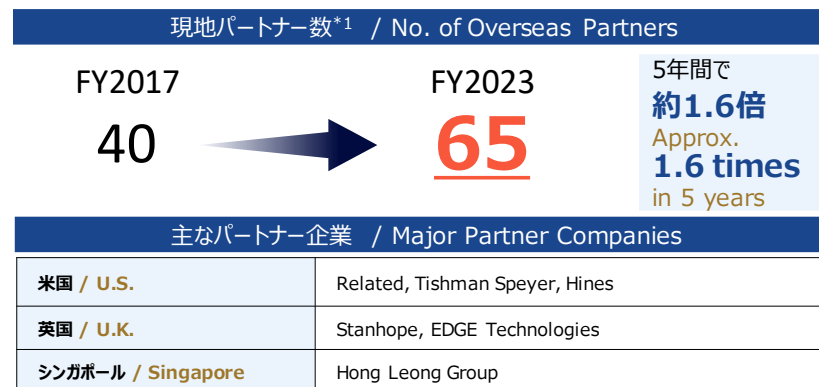 現地パートナー数*1 / No. of Overseas Partners
FY2017
40
FY2023
65
5年間で
約1.6倍
Approx.
1.6 times
in 5 years
主なパートナー企業 / Major Partner Companies
米国 / U.S.
Related, Tishman Speyer, Hines
英国 / U.K.
Stanhope, EDGE Technologies
シンガポール / Singapore
Hong Leong Group